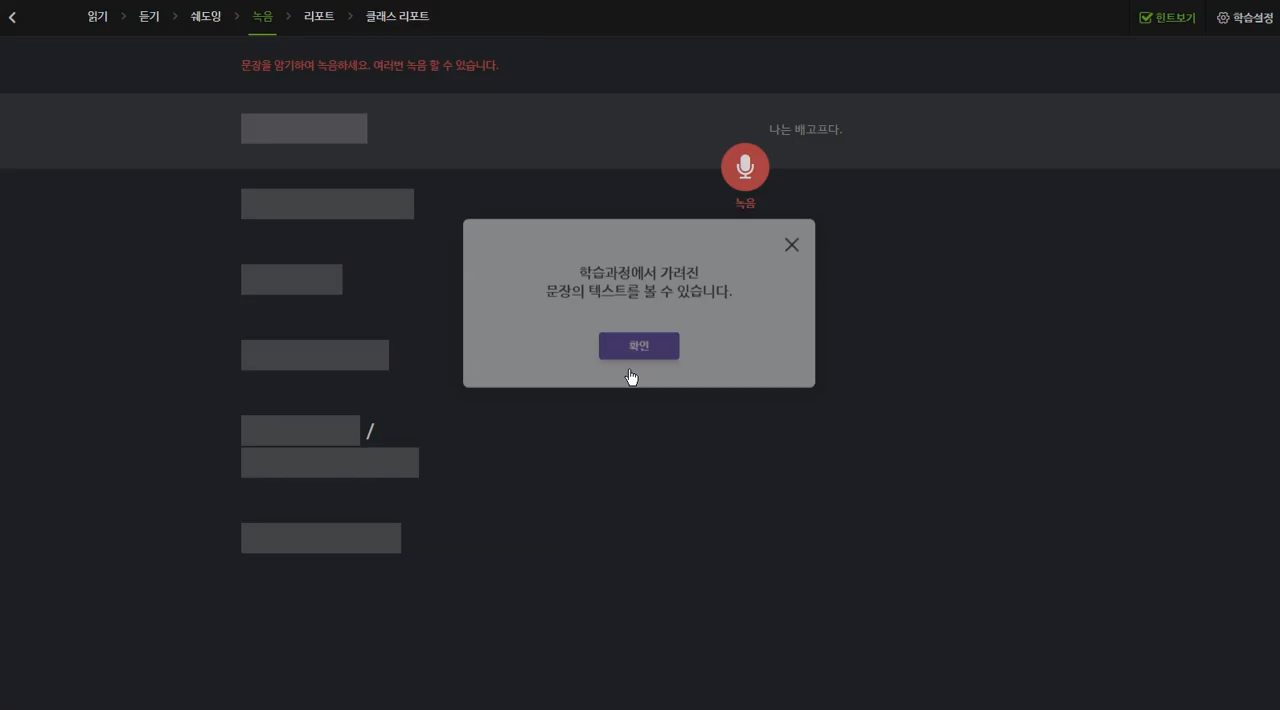 읽기 > 듣기 > 쉐도잉 > 녹음 > 리포트 > 클래스 리포트
힌트보기 학습설정
문장을 암기하여 녹음하세요. 여러번 녹음 할 수 있습니다.
나는 배고프다.
녹음
학습과정에서 가려진
문장의 텍스트를 볼 수 있습니다.
확인
/